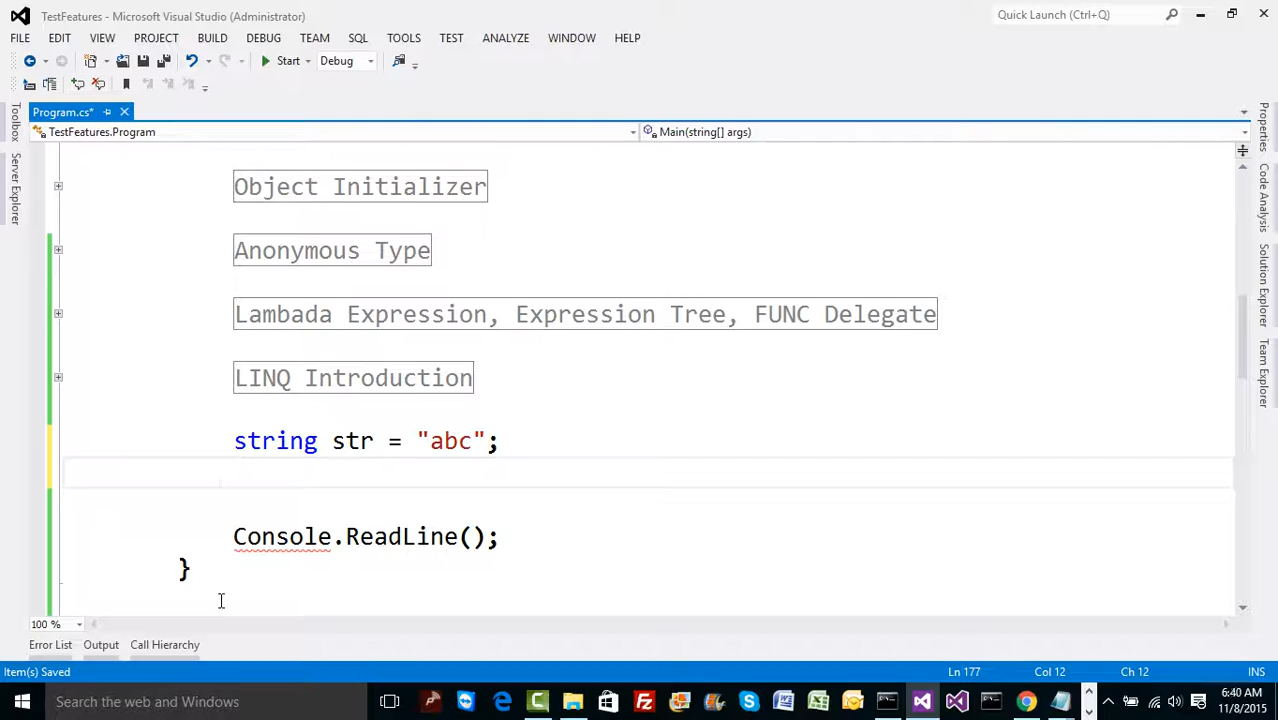 TestFeatures - Microsoft Visual Studio (Administrator)
Quick Launch (Ctrl+Q)
FILE EDIT VIEW PROJECT BUILD DEBUG TEAM SQL TOOLS TEST ANALYZE WINDOW HELP
Start Debug
Program.cs*
TestFeatures.Program Main(string[] args)
Toolbox
Server Explorer
Properties
Code Analysis
Solution Explorer
Team Explorer
Object Initializer
Anonymous Type
Lambada Expression, Expression Tree, FUNC Delegate
LINQ Introduction
string str = "abc";
Console.ReadLine();
}
100 %
Error List Output Call Hierarchy
Item(s) Saved Ln 177 Col 12 Ch 12 INS
Search the web and Windows
6:40 AM
11/8/2015